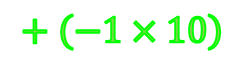 + (−1 × 10)